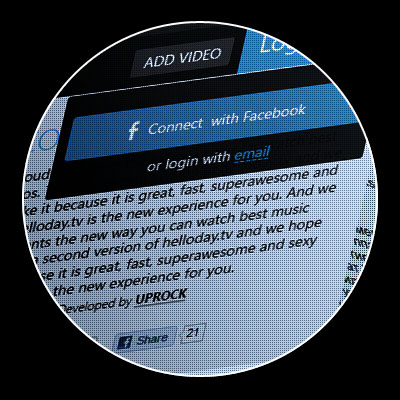 ADD VIDEO
Connect with Facebook
or login with email
ke it because it is great, fast, superawesome and
elloday.tv is the new experience for you. And we
nts the new way you can watch best music
second version of helloday.tv and we hope
se it is great, fast, superawesome and sexy
the new experience for you.
Developed by UPROCK
Share 21